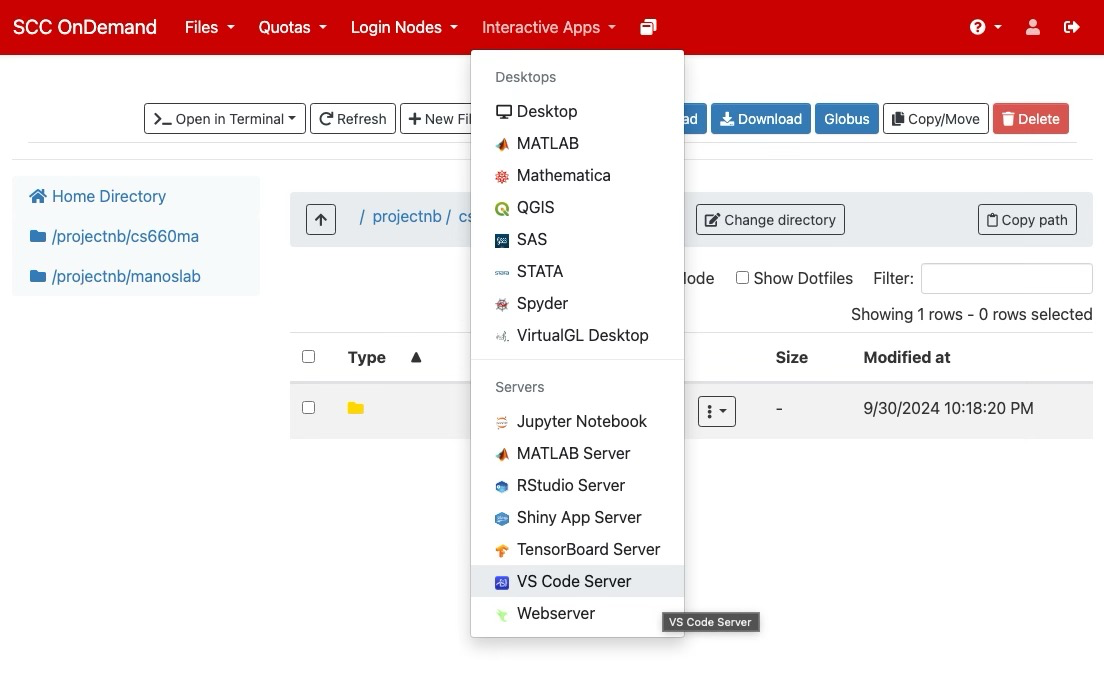 SCC OnDemand Files Quotas Login Nodes Interactive Apps
Desktops
Desktop
MATLAB
Mathematica
QGIS
SAS
STATA
Spyder
VirtualGL Desktop
Servers
Jupyter Notebook
MATLAB Server
RStudio Server
Shiny App Server
TensorBoard Server
VS Code Server
Webserver
VS Code Server
Open in Terminal Refresh New Download Globus Copy/Move Delete
Home Directory
/projectnb/cs660ma
/projectnb/manoslab
/ projectnb / Change directory Copy path
Show Dotfiles Filter:
Showing 1 rows - 0 rows selected
Type Size Modified at
- 9/30/2024 10:18:20 PM